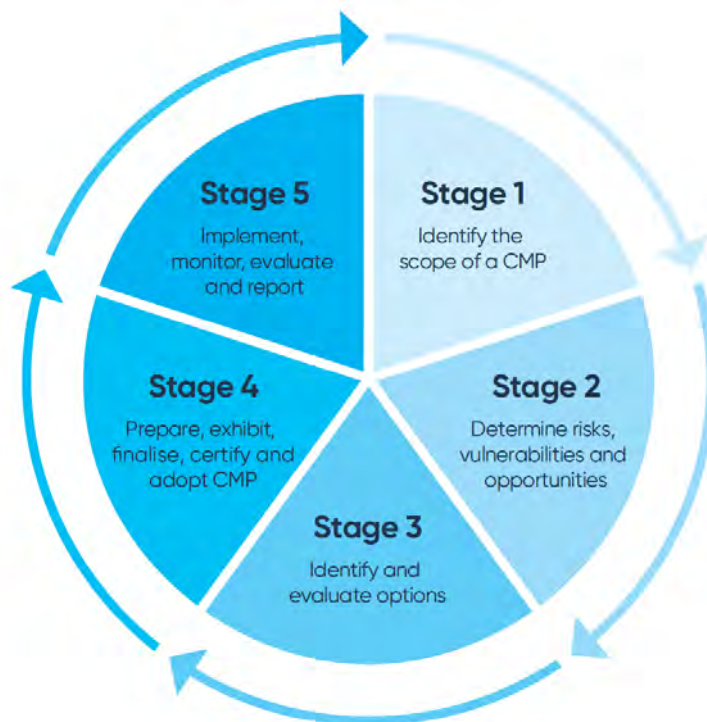 Stage 1
Identify the
scope of a CMP
Stage 2
Determine risks,
vulnerabilities and
opportunities
Stage 3
Identify and
evaluate options
Stage 4
Prepare, exhibit,
finalise, certify and
adopt CMP
Stage 5
Implement,
monitor, evaluate
and report